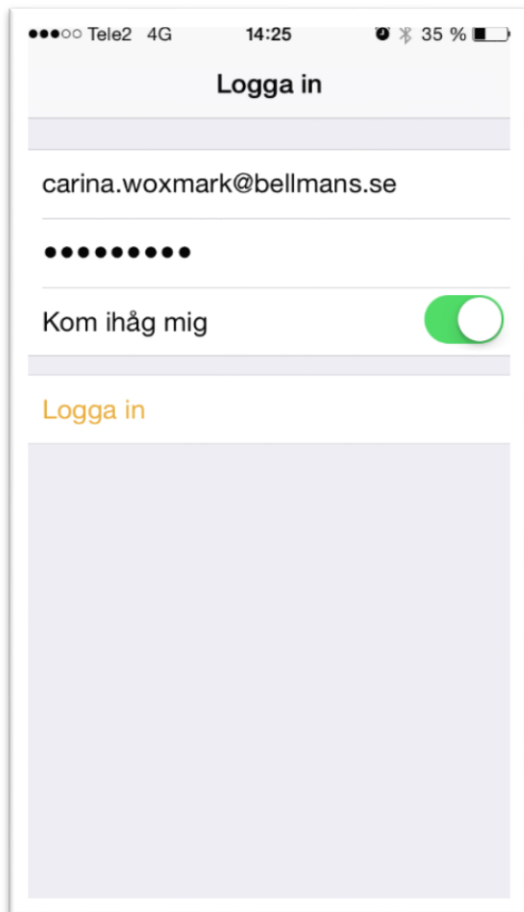 Tele2 4G 14:25 35 %
Logga in
carina.woxmark@bellmans.se
•••••••••
Kom ihåg mig
Logga in